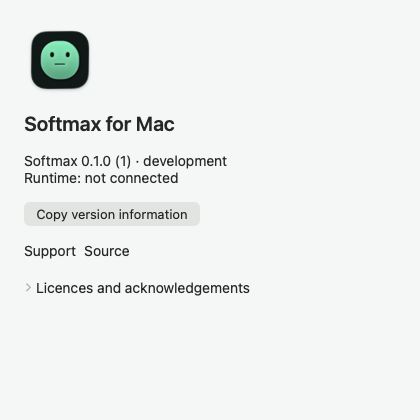 Softmax for Mac
Softmax 0.1.0 (1) · development
Runtime: not connected
Copy version information
Support Source
Licences and acknowledgements